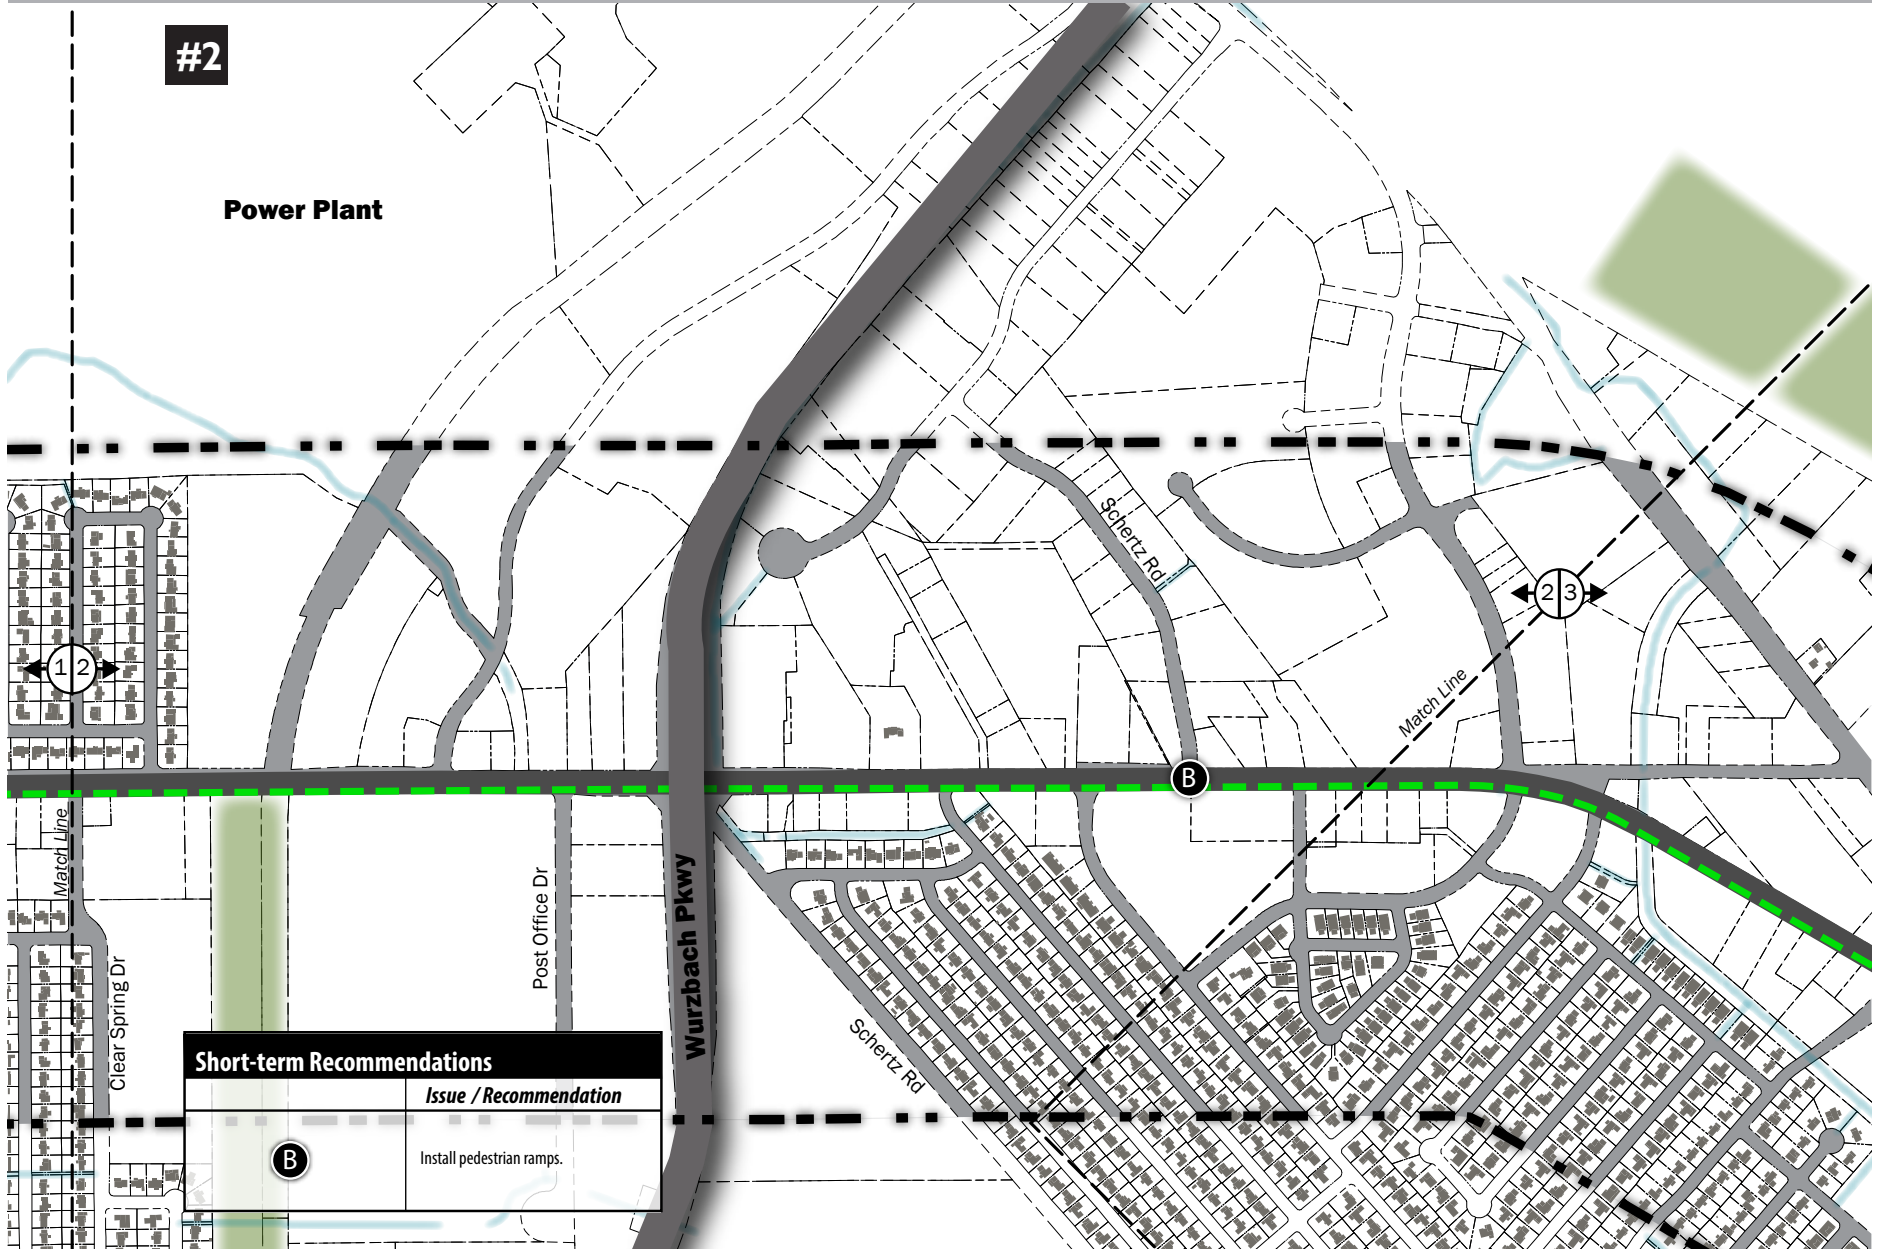 #2
Power Plant
Schertz Rd
2 3
1 2
Match Line
B
Match Line
Post Office Dr
Wurzbach Pkwy
Clear Spring Dr
Schertz Rd
Short-term Recommendations
Issue / Recommendation
B
Install pedestrian ramps.